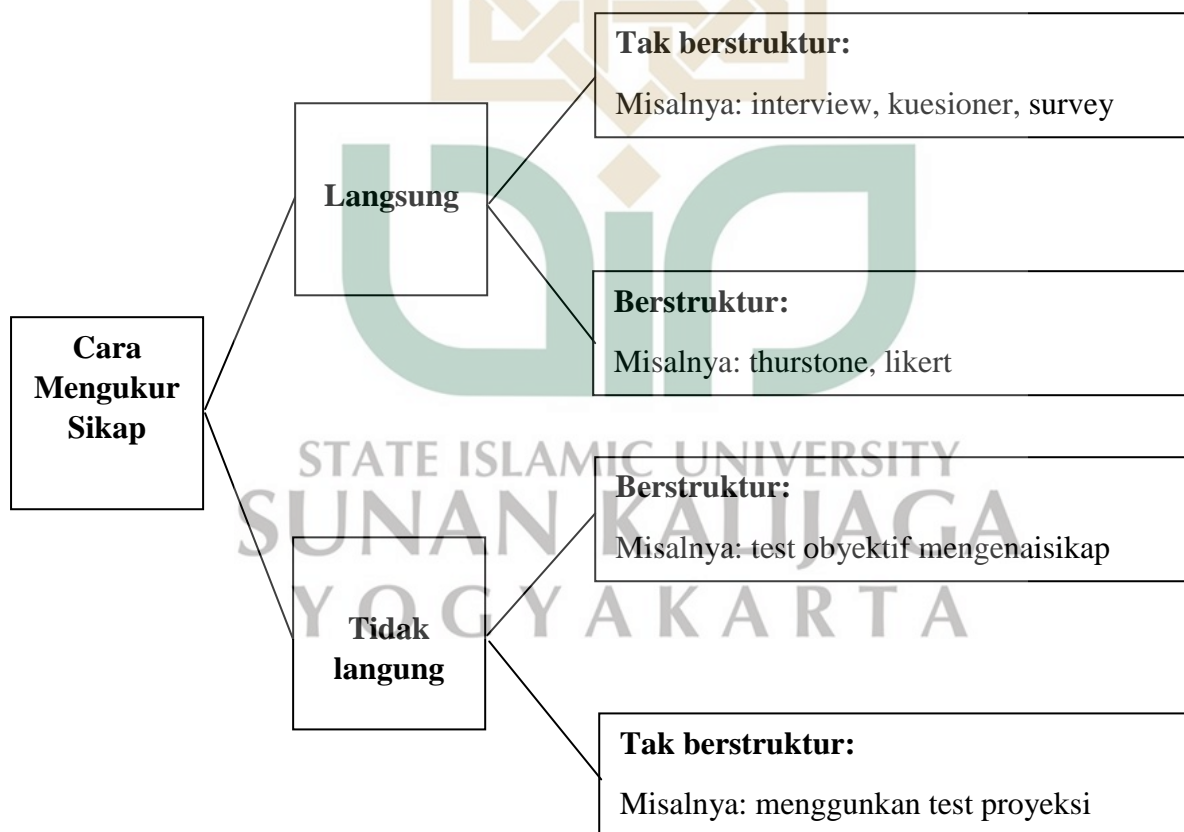 Cara
Mengukur
Sikap
Langsung
Tak berstruktur:
Misalnya: interview, kuesioner, survey
Berstruktur:
Misalnya: thurstone, likert
Tidak
langung
Berstruktur:
Misalnya: test obyektif mengenaisikap
Tak berstruktur:
Misalnya: menggunkan test proyeksi
STATE ISLAMIC UNIVERSITY
SUNAN KALIJAGA
YOGYAKARTA